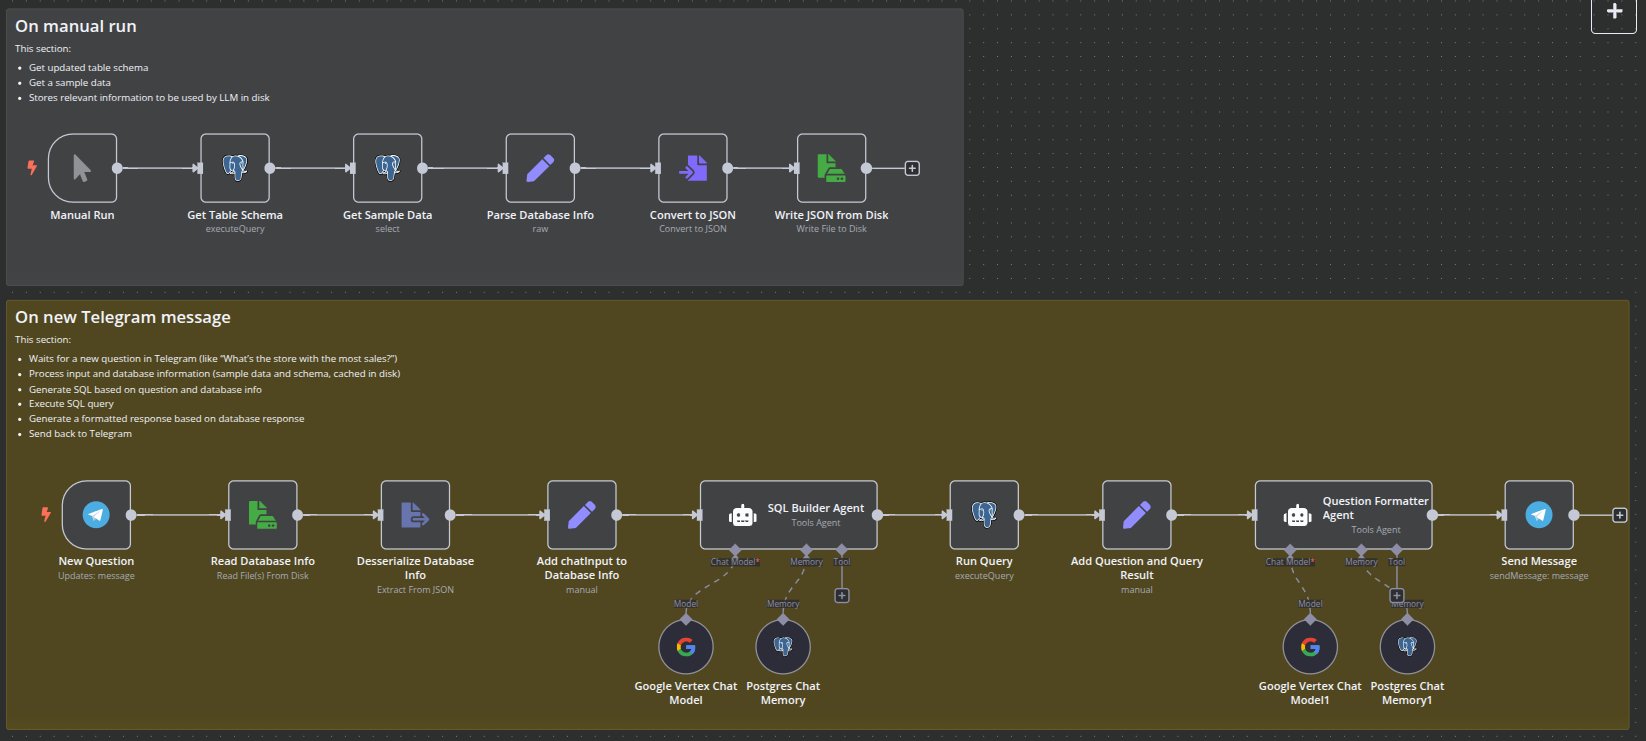 On manual run
This section:
• Get updated table schema
• Get a sample data
• Stores relevant information to be used by LLM in disk
Manual Run
Get Table Schema
executeQuery
Get Sample Data
select
Parse Database Info
raw
Convert to JSON
Convert to JSON
Write JSON from Disk
Write File to Disk
On new Telegram message
This section:
• Waits for a new question in Telegram (like "What's the store with the most sales?")
• Process input and database information (sample data and schema, cached in disk)
• Generate SQL based on question and database info
• Execute SQL query
• Generate a formatted response based on database response
• Send back to Telegram
New Question
Updates: message
Read Database Info
Read File(s) From Disk
Desserialize Database
Info
Extract From JSON
Add chatInput to
Database Info
manual
SQL Builder Agent
Tools Agent
Chat Model*
Memory
Tool
Model
Memory
Google Vertex Chat
Model
Postgres Chat
Memory
Run Query
executeQuery
Add Question and Query
Result
manual
Question Formatter
Agent
Tools Agent
Chat Model*
Memory
Tool
Model
Memory
Google Vertex Chat
Model1
Postgres Chat
Memory1
Send Message
sendMessage: message